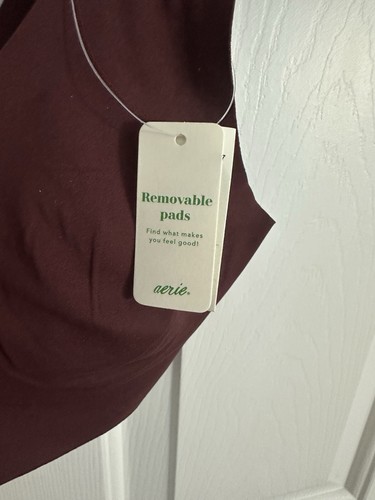 Removable
pads
Find what makes
you feel good!
aerie.